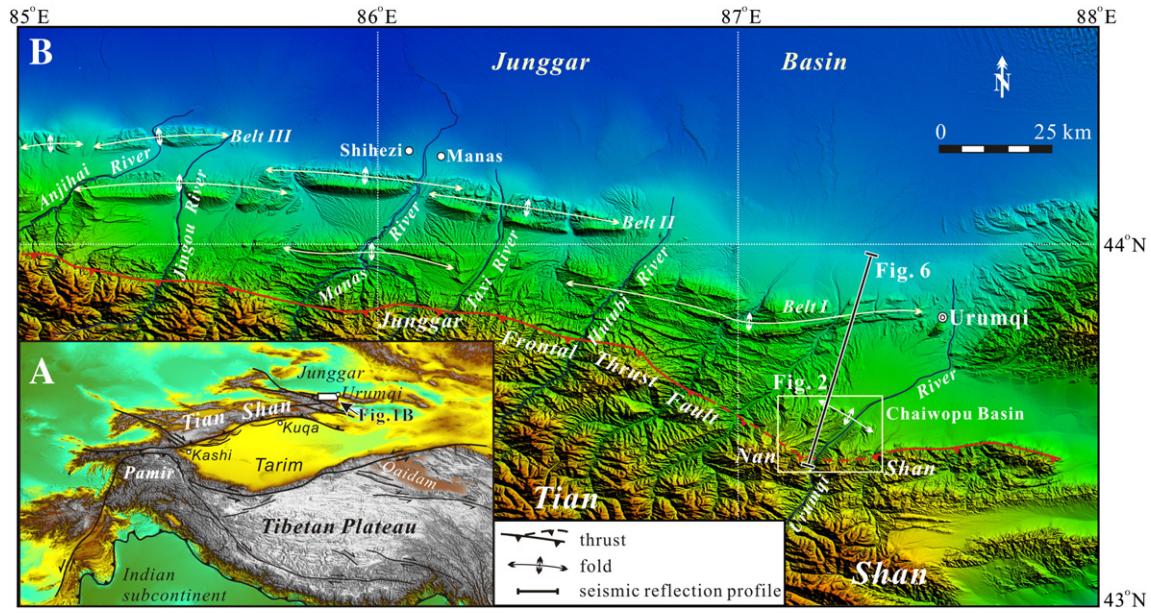 85°E
86°E
87°E
88°E
B
Junggar Basin
N
0 25 km
Belt III
Shihezi
Manas
Anjihai River
Jingou River
Manas River
Taxi River
Belt II
44°N
Hutubi River
Fig. 6
Belt I
Urumqi
Junggar Frontal Thrust Fault
Fig. 2
Urumqi River
Chaiwopu Basin
Nan Shan
Tian Shan
43°N
A
Junggar
Urumqi
Fig.1B
Tian Shan
Kuqa
Kashi
Tarim
Pamir
Qaidam
Tibetan Plateau
Indian
subcontinent
thrust
fold
seismic reflection profile